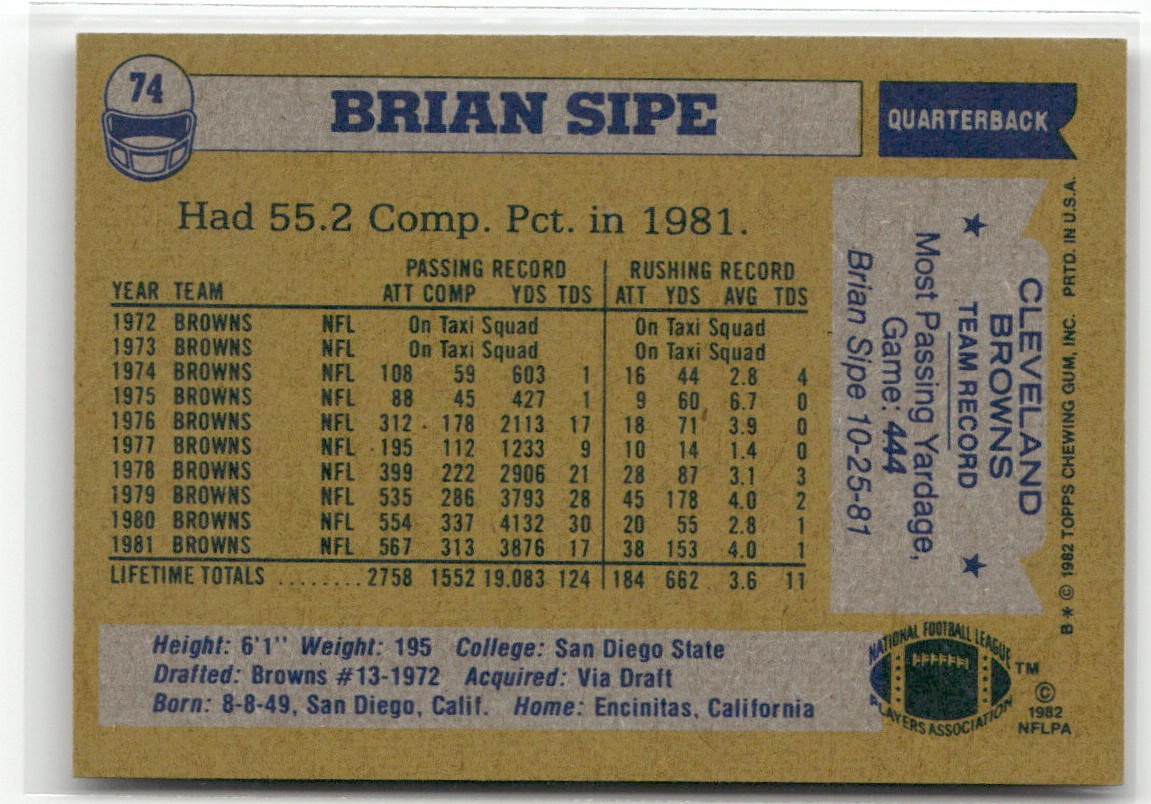 74
BRIAN SIPE
QUARTERBACK
Had 55.2 Comp. Pct. in 1981.
PASSING RECORD RUSHING RECORD
YEAR TEAM ATT COMP YDS TDS ATT YDS AVG TDS
1972 BROWNS NFL On Taxi Squad On Taxi Squad
1973 BROWNS NFL On Taxi Squad On Taxi Squad
1974 BROWNS NFL 108 59 603 1 16 44 2.8 4
1975 BROWNS NFL 88 45 427 1 9 60 6.7 0
1976 BROWNS NFL 312 178 2113 17 18 71 3.9 0
1977 BROWNS NFL 195 112 1233 9 10 14 1.4 0
1978 BROWNS NFL 399 222 2906 21 28 87 3.1 3
1979 BROWNS NFL 535 286 3793 28 45 178 4.0 2
1980 BROWNS NFL 554 337 4132 30 20 55 2.8 1
1981 BROWNS NFL 567 313 3876 17 38 153 4.0 1
LIFETIME TOTALS ........ 2758 1552 19.083 124 184 662 3.6 11
Height: 6'1" Weight: 195 College: San Diego State
Drafted: Browns #13-1972 Acquired: Via Draft
Born: 8-8-49, San Diego, Calif. Home: Encinitas, California
CLEVELAND
BROWNS
TEAM RECORD
Most Passing Yardage,
Game: 444
Brian Sipe 10-25-81
B* © 1982 TOPPS CHEWING GUM, INC. PRTD. IN U.S.A.
NATIONAL FOOTBALL LEAGUE
PLAYERS ASSOCIATION
TM
©
1982
NFLPA